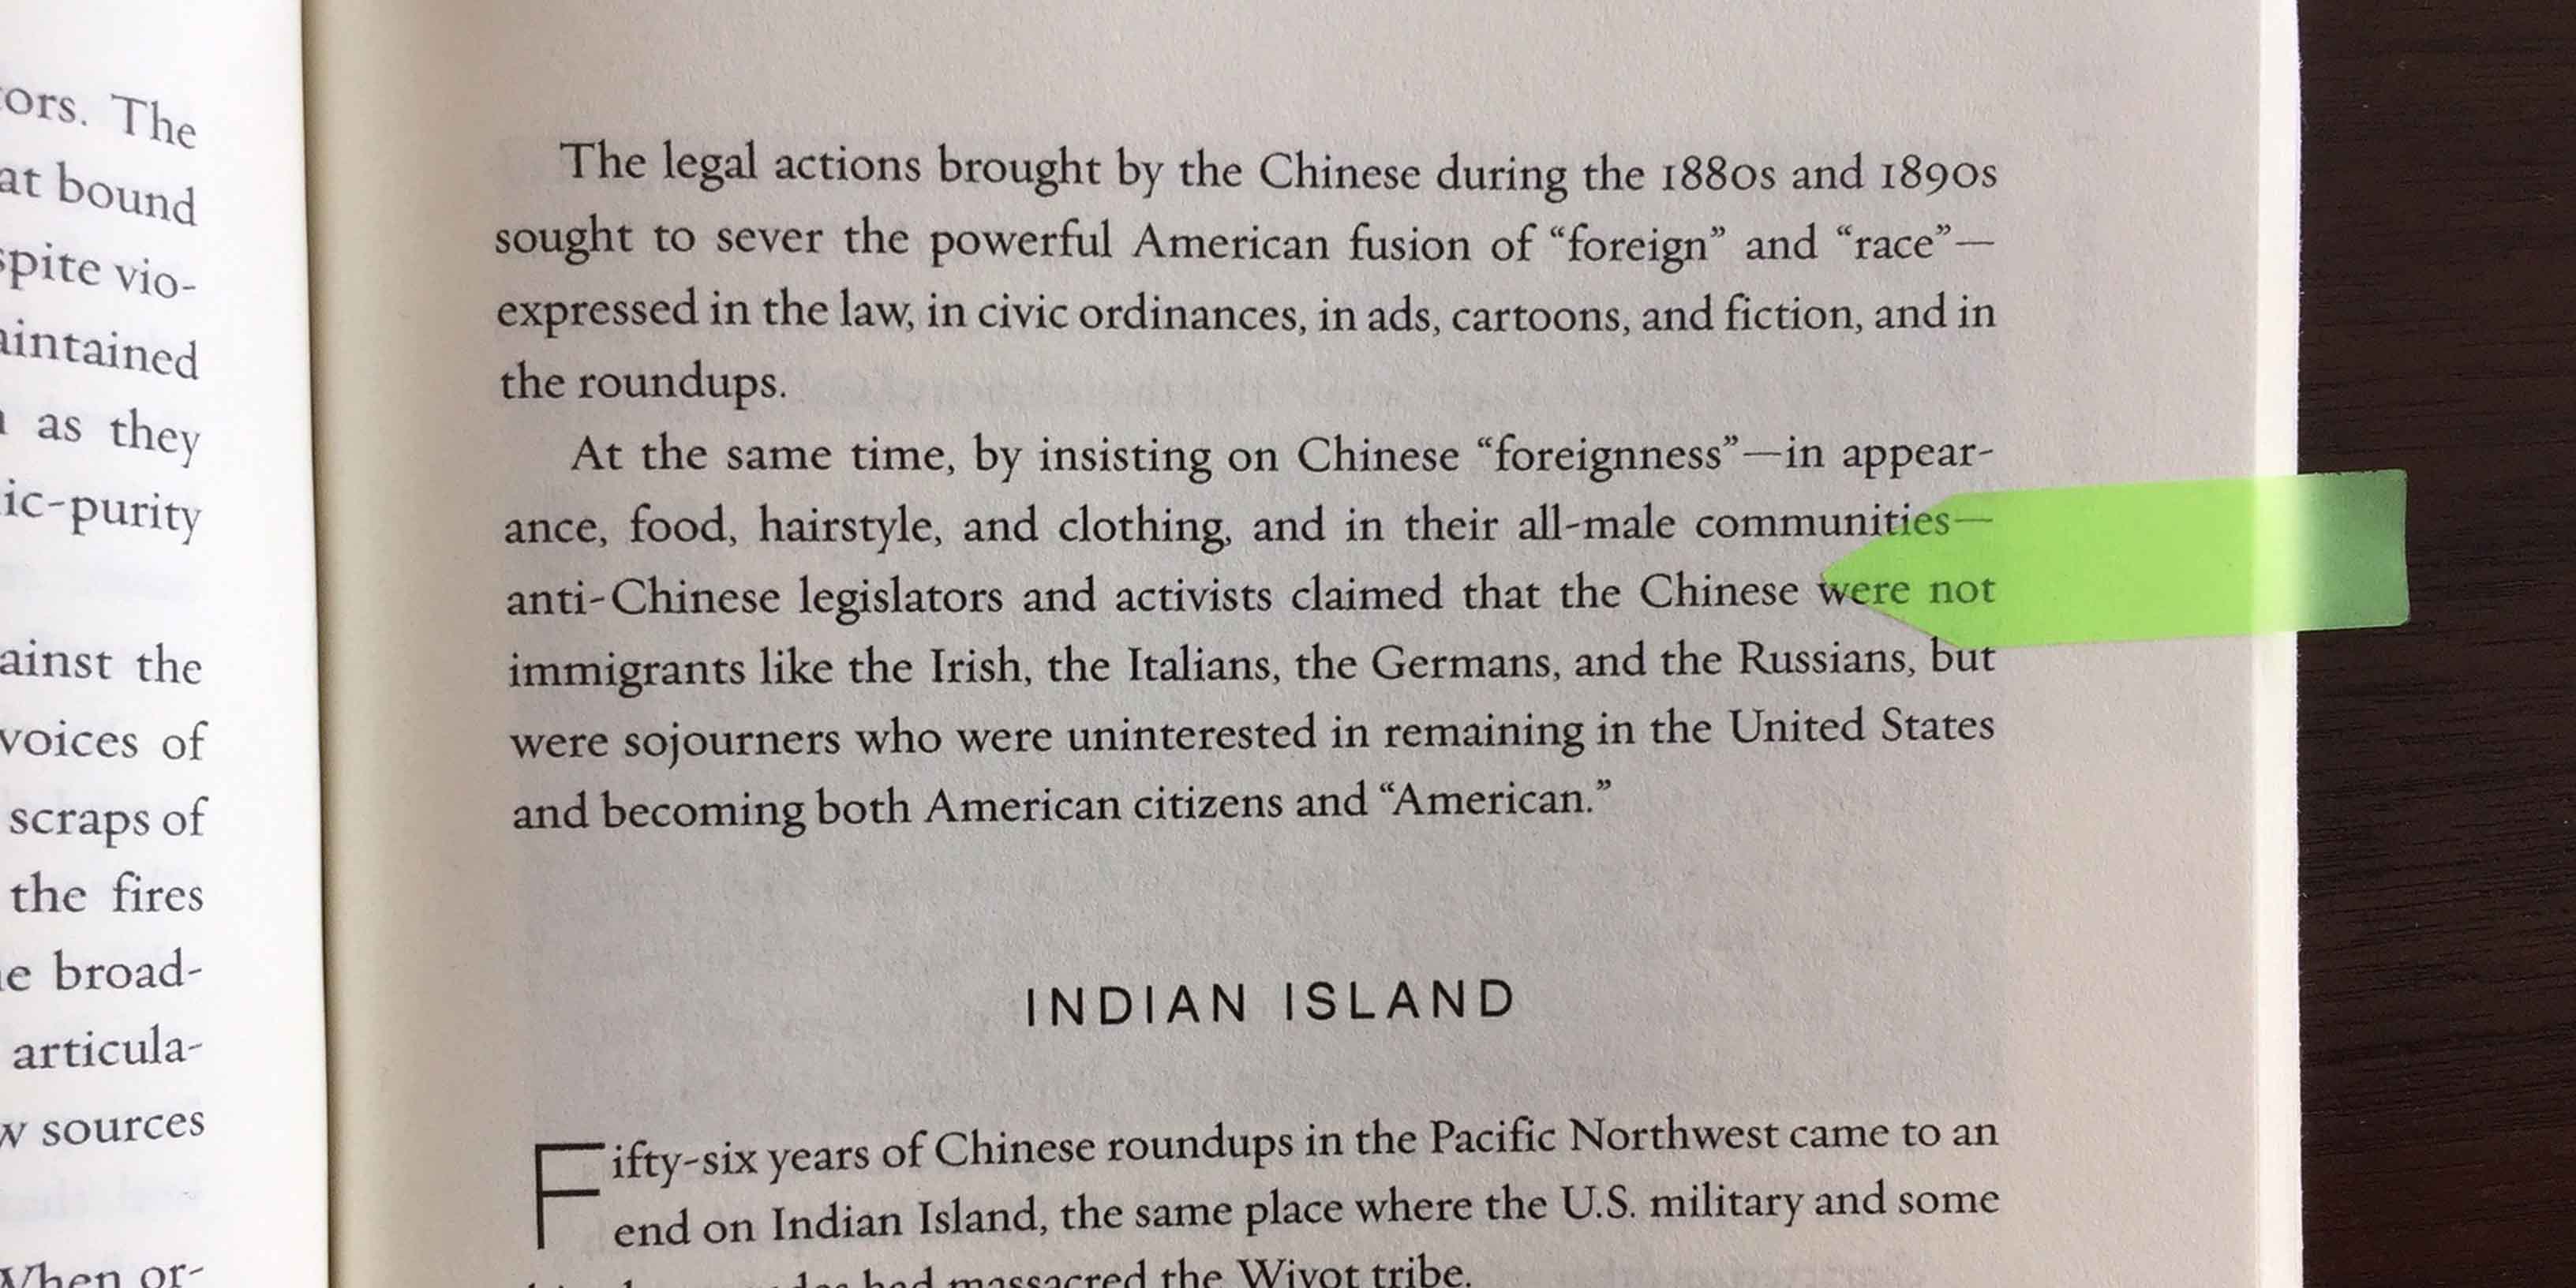 ors. The
at bound
spite vio-
aintained
as they
ic-purity
ainst the
voices of
scraps of
the fires
e broad-
articula-
w sources
When or-
The legal actions brought by the Chinese during the 1880s and 1890s
sought to sever the powerful American fusion of “foreign” and “race”—
expressed in the law, in civic ordinances, in ads, cartoons, and fiction, and in
the roundups.
At the same time, by insisting on Chinese “foreignness”—in appear-
ance, food, hairstyle, and clothing, and in their all-male communities—
anti-Chinese legislators and activists claimed that the Chinese were not
immigrants like the Irish, the Italians, the Germans, and the Russians, but
were sojourners who were uninterested in remaining in the United States
and becoming both American citizens and “American.”
INDIAN ISLAND
Fifty-six years of Chinese roundups in the Pacific Northwest came to an
end on Indian Island, the same place where the U.S. military and some
had massacred the Wiyot tribe.